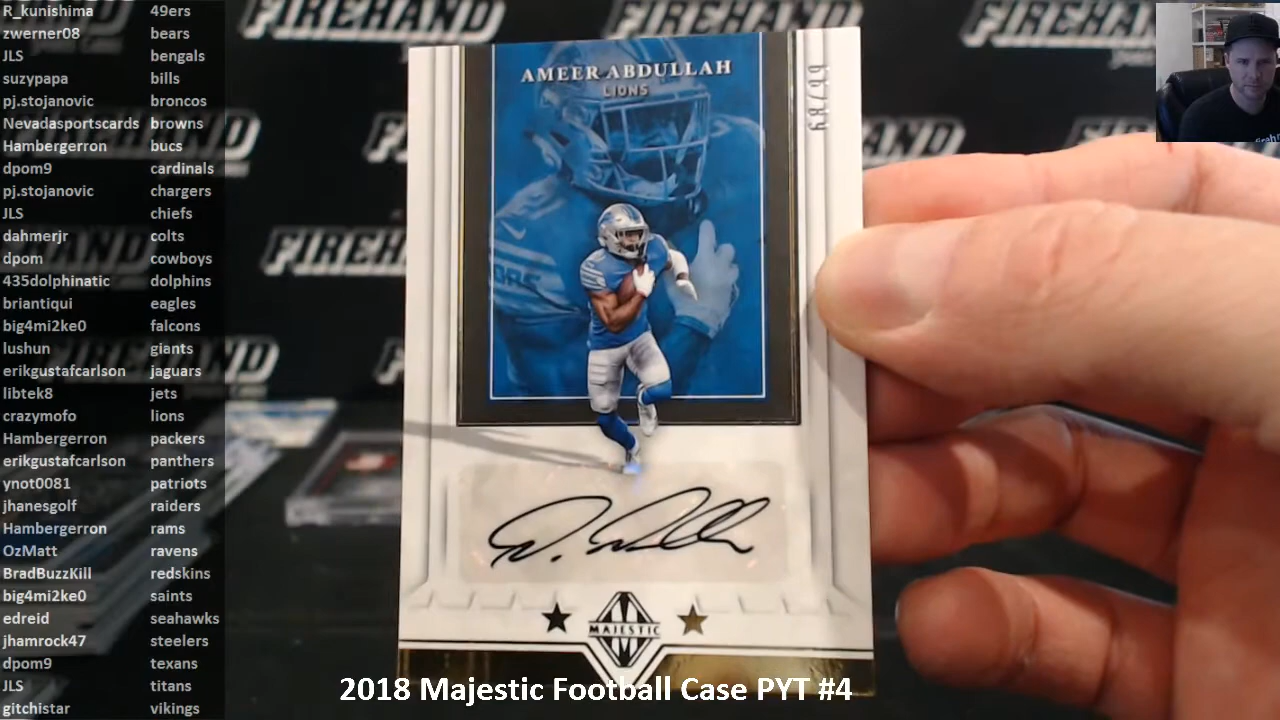 R_kunishima 49ers
zwerner08 bears
JLS bengals
suzypapa bills
pj.stojanovic broncos
Nevadasportscards browns
Hambergerron bucs
dpom9 cardinals
pj.stojanovic chargers
JLS chiefs
dahmerjr colts
dpom cowboys
435dolphinatic dolphins
briantiqui eagles
big4mi2ke0 falcons
lushun giants
erikgustafcarlson jaguars
libtek8 jets
crazymofo lions
Hambergerron packers
erikgustafcarlson panthers
ynot0081 patriots
jhanesgolf raiders
Hambergerron rams
OzMatt ravens
BradBuzzKill redskins
big4mi2ke0 saints
edreid seahawks
jhamrock47 steelers
dpom9 texans
JLS titans
gitchistar vikings
FIREHAND
FIREHAND
FIREHAND
FIREHAND
AMEER ABDULLAH
LIONS
MAJESTIC
2018 Majestic Football Case PYT #4